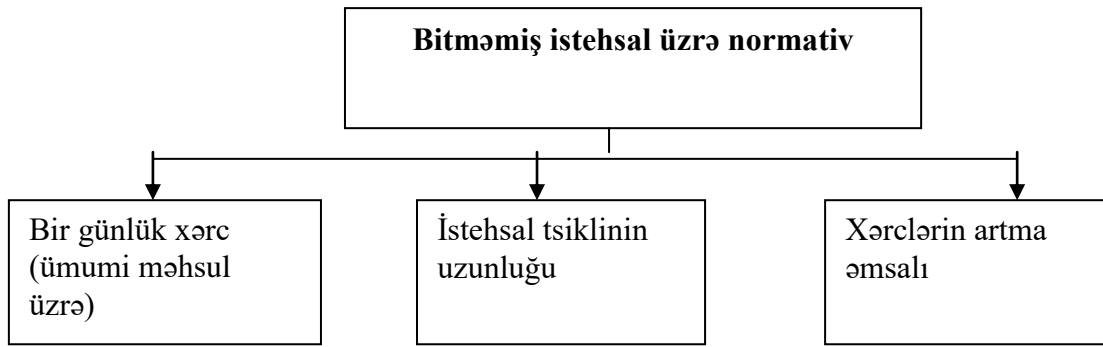 Bitməmiş istehsal üzrə normativ
Bir günlük xərc
(ümumi məhsul
üzrə)
İstehsal tsiklinin
uzunluğu
Xərclərin artma
əmsalı